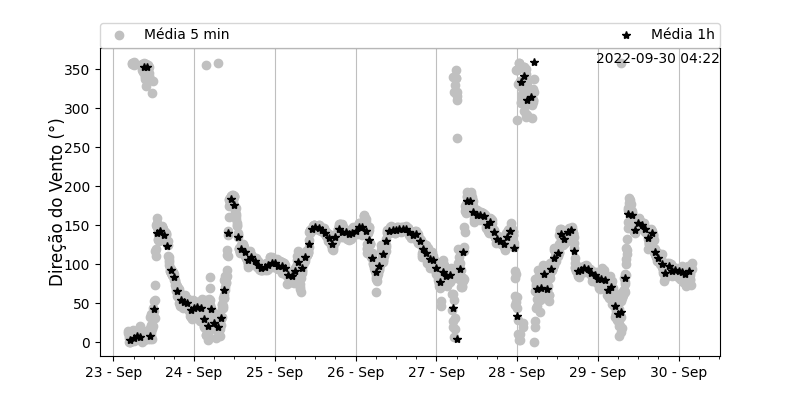 Média 5 min
Média 1h
2022-09-30 04:22
Direção do Vento (°)
350
300
250
200
150
100
50
0
23 - Sep
24 - Sep
25 - Sep
26 - Sep
27 - Sep
28 - Sep
29 - Sep
30 - Sep